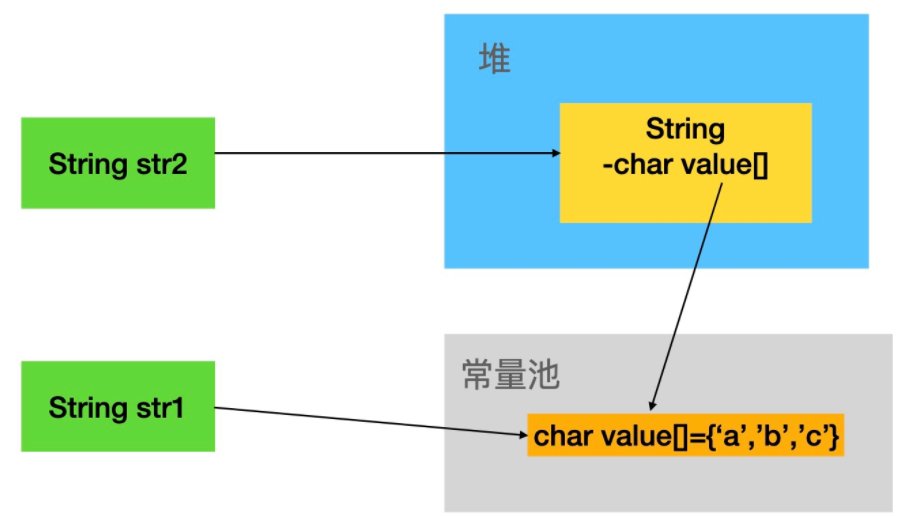 堆
String
-char value[]
String str2
常量池
String str1
char value[]={‘a’,’b’,’c’}